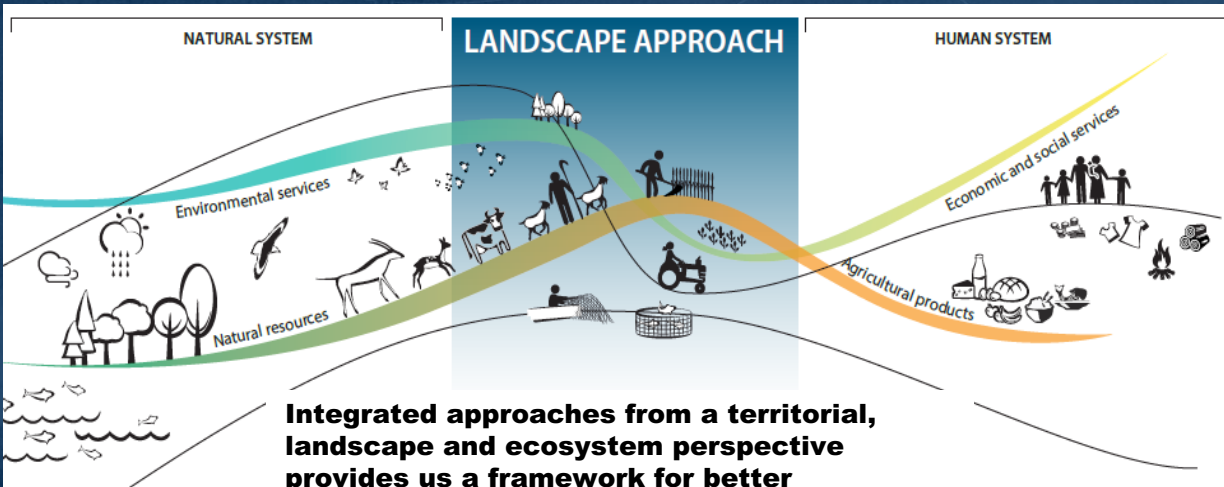 NATURAL SYSTEM
LANDSCAPE APPROACH
HUMAN SYSTEM
Environmental services
Natural resources
Economic and social services
Agricultural products
Integrated approaches from a territorial,
landscape and ecosystem perspective
provides us a framework for better